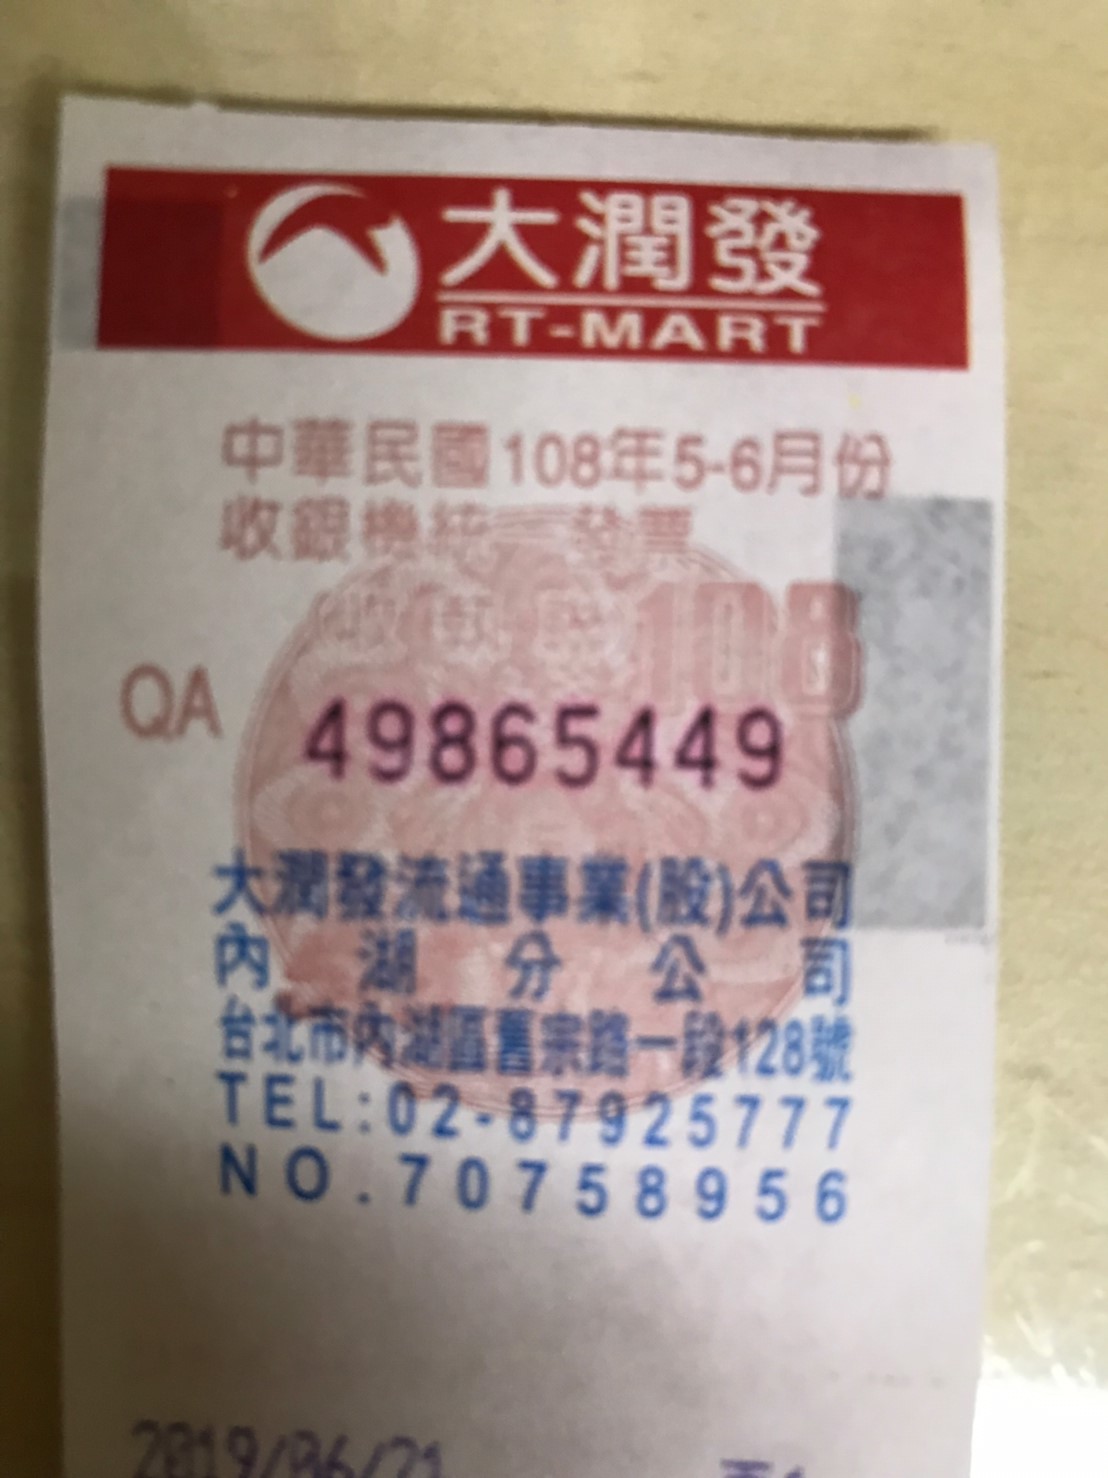 大潤發
RT-MART
中華民國108年5-6月份
收銀機統一發票
收執聯
108
QA 49865449
大潤發流通事業(股)公司
內湖分公司
台北市內湖區舊宗路一段128號
TEL:02-87925777
NO.70758956
2019/06/21